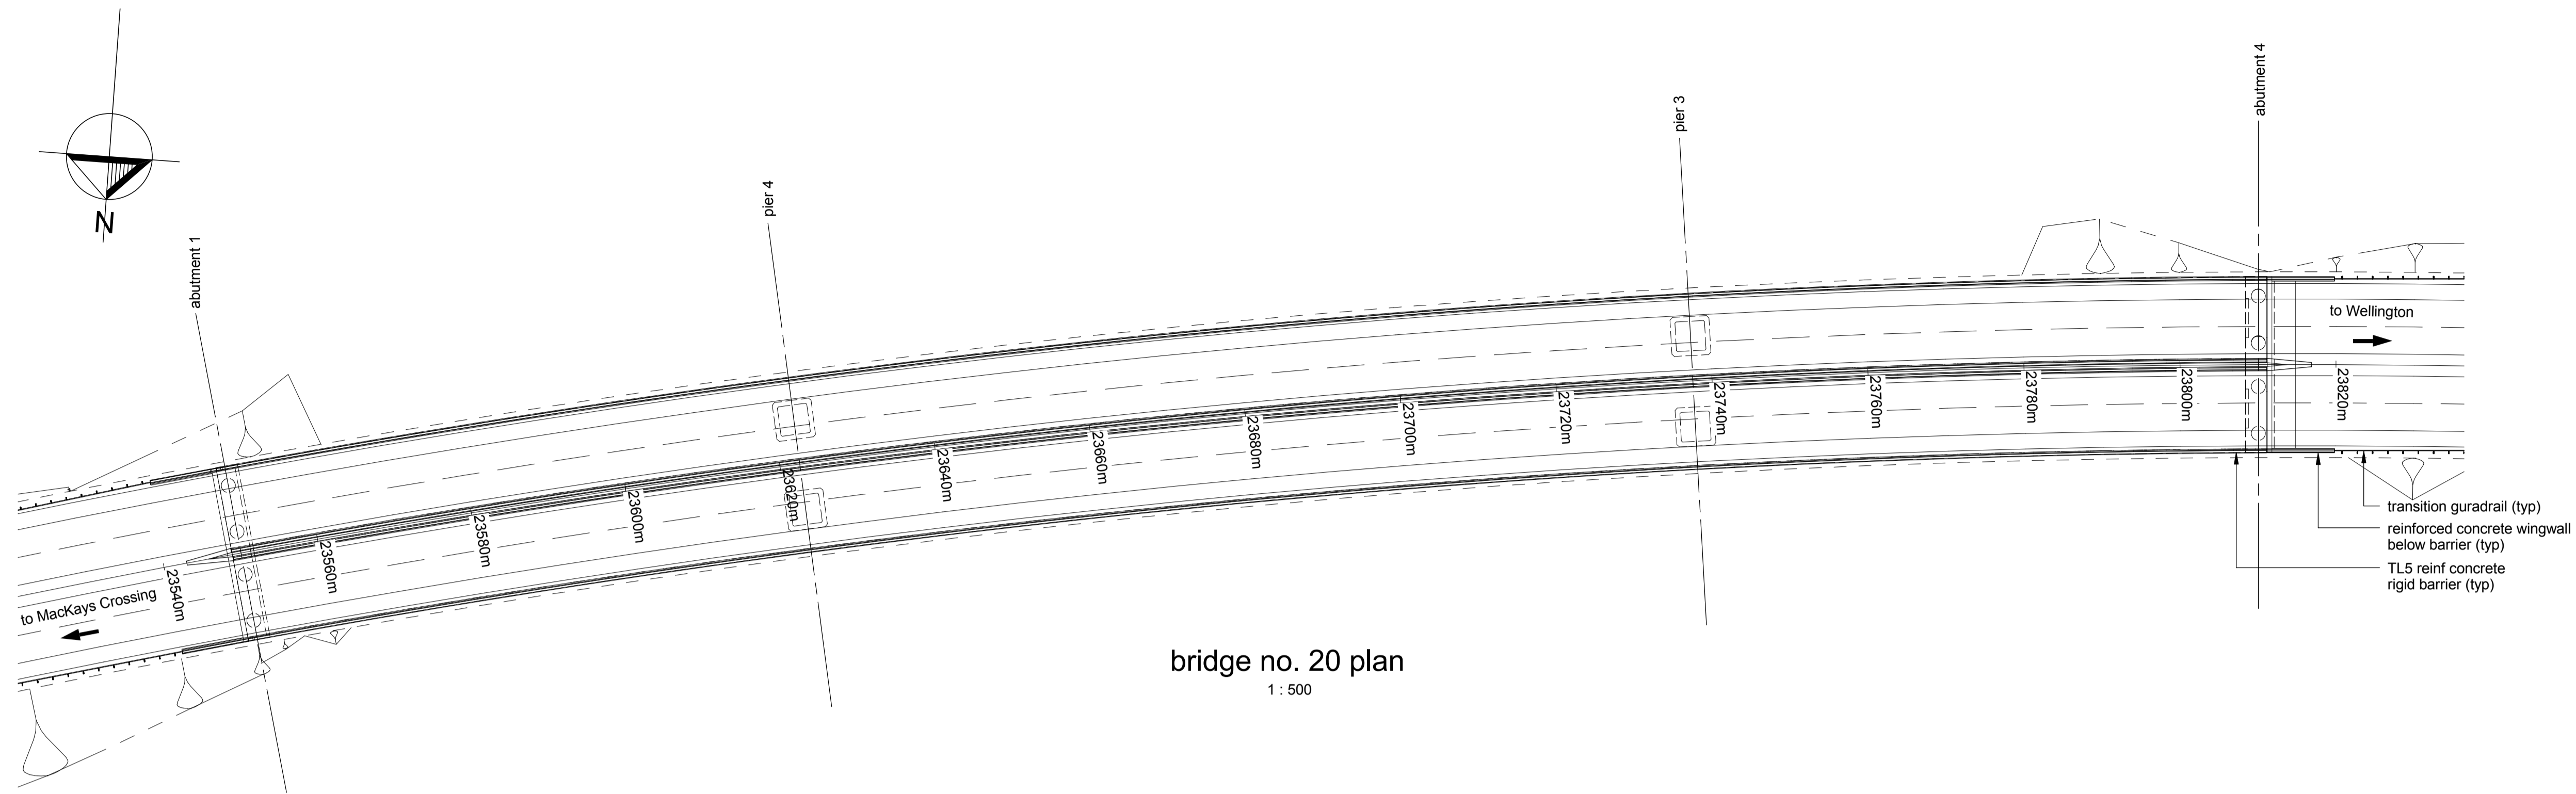 N
abutment 1
pier 4
pier 3
abutment 4
to Wellington
to MacKays Crossing
23540m
23560m
23580m
23600m
23620m
23640m
23660m
23680m
23700m
23720m
23740m
23760m
23780m
23800m
23820m
transition guradrail (typ)
reinforced concrete wingwall
below barrier (typ)
TL5 reinf concrete
rigid barrier (typ)
bridge no. 20 plan
1 : 500